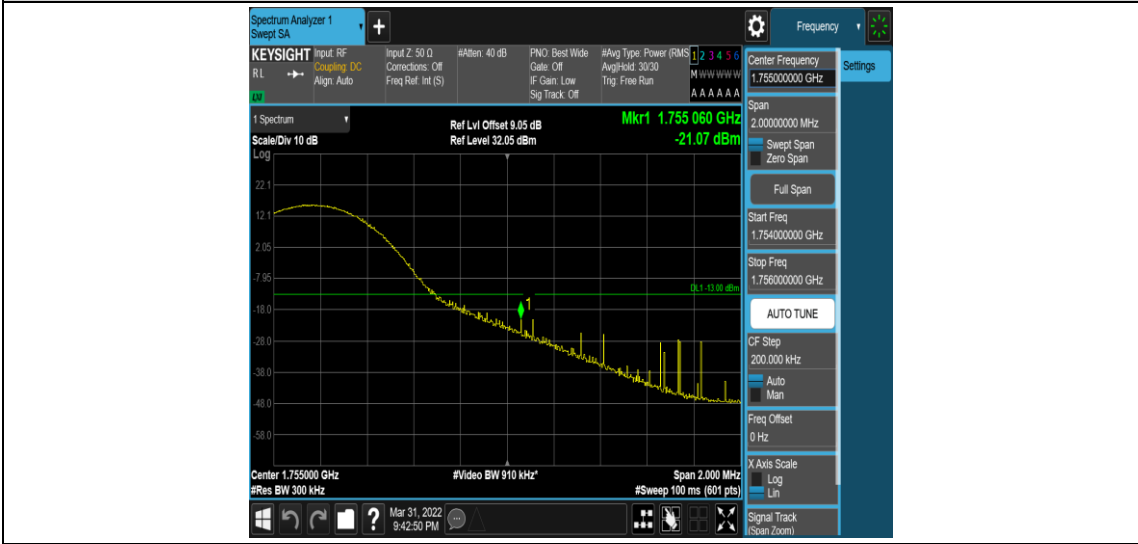 Spectrum Analyzer 1
Swept SA
+
Frequency
KEYSIGHT
RL
Input: RF
Coupling: DC
Align: Auto
Input Z: 50 Ω
Corrections: Off
Freq Ref: Int (S)
#Atten: 40 dB
PNO: Best Wide
Gate: Off
IF Gain: Low
Sig Track: Off
#Avg Type: Power (RMS
Avg|Hold: 30/30
Trig: Free Run
1 2 3 4 5 6
M W W W W W
A A A A A A
1 Spectrum
Scale/Div 10 dB
Ref Lvl Offset 9.05 dB
Ref Level 32.05 dBm
Mkr1 1.755 060 GHz
-21.07 dBm
Log
22.1
12.1
2.05
-7.95
-18.0
-28.0
-38.0
-48.0
-58.0
DL1 -13.00 dBm
1
Center 1.755000 GHz
#Res BW 300 kHz
#Video BW 910 kHz*
Span 2.000 MHz
#Sweep 100 ms (601 pts)
Center Frequency
1.755000000 GHz
Settings
Span
2.00000000 MHz
Swept Span
Zero Span
Full Span
Start Freq
1.754000000 GHz
Stop Freq
1.756000000 GHz
AUTO TUNE
CF Step
200.000 kHz
Auto
Man
Freq Offset
0 Hz
X Axis Scale
Log
Lin
Signal Track
(Span Zoom)
?
Mar 31, 2022
9:42:50 PM